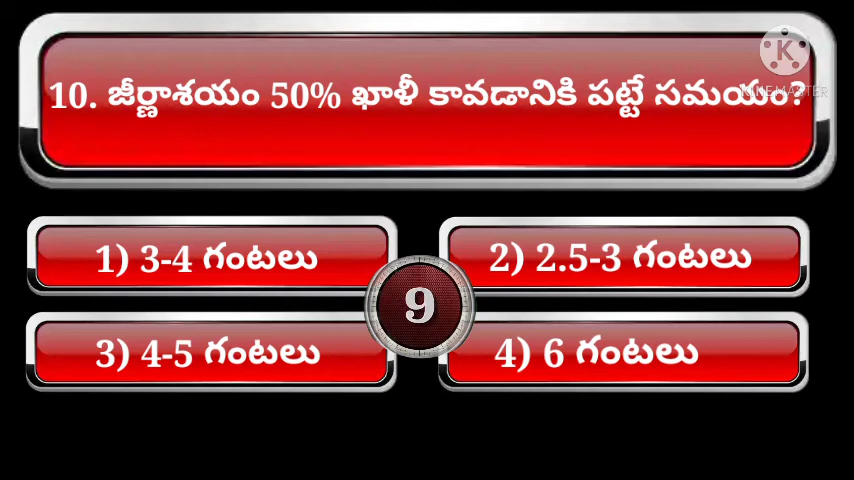 10. జీర్ణాశయం 50% ఖాళీ కావడానికి పట్టే సమయం?
K
KINEMASTER
1) 3-4 గంటలు
2) 2.5-3 గంటలు
9
3) 4-5 గంటలు
4) 6 గంటలు